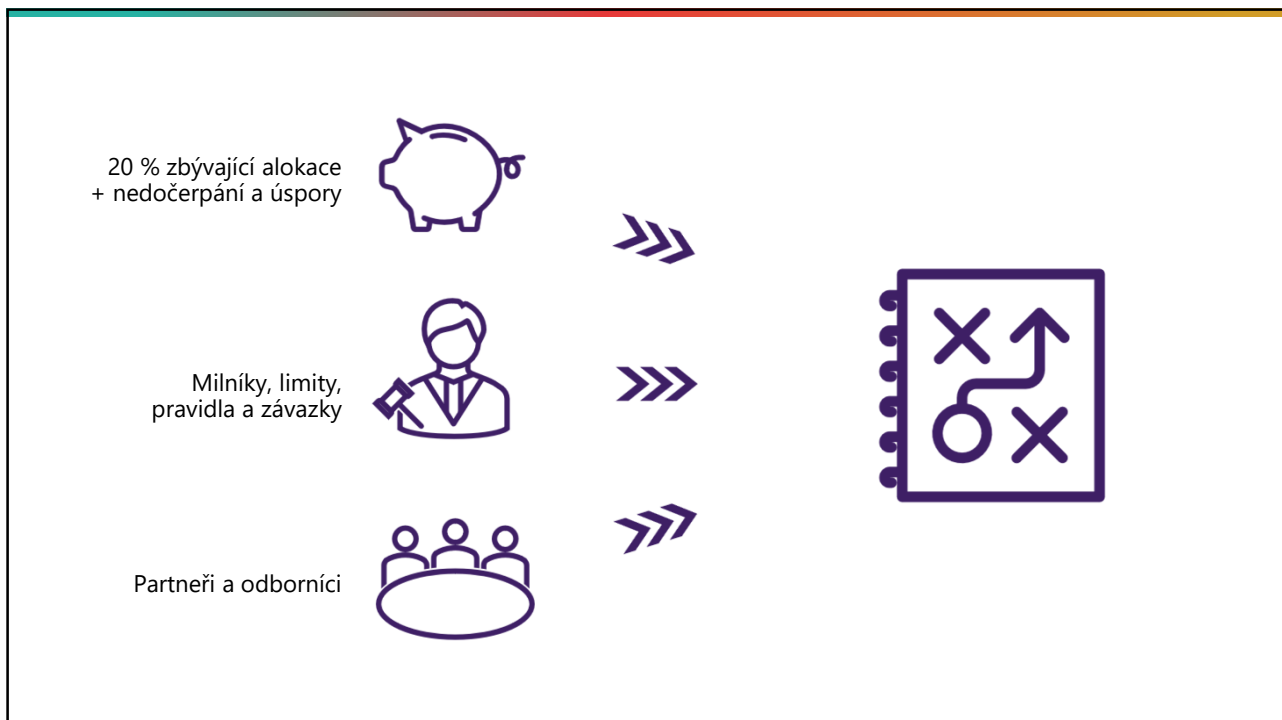 20 % zbývající alokace
+ nedočerpání a úspory
Milníky, limity,
pravidla a závazky
Partneři a odborníci